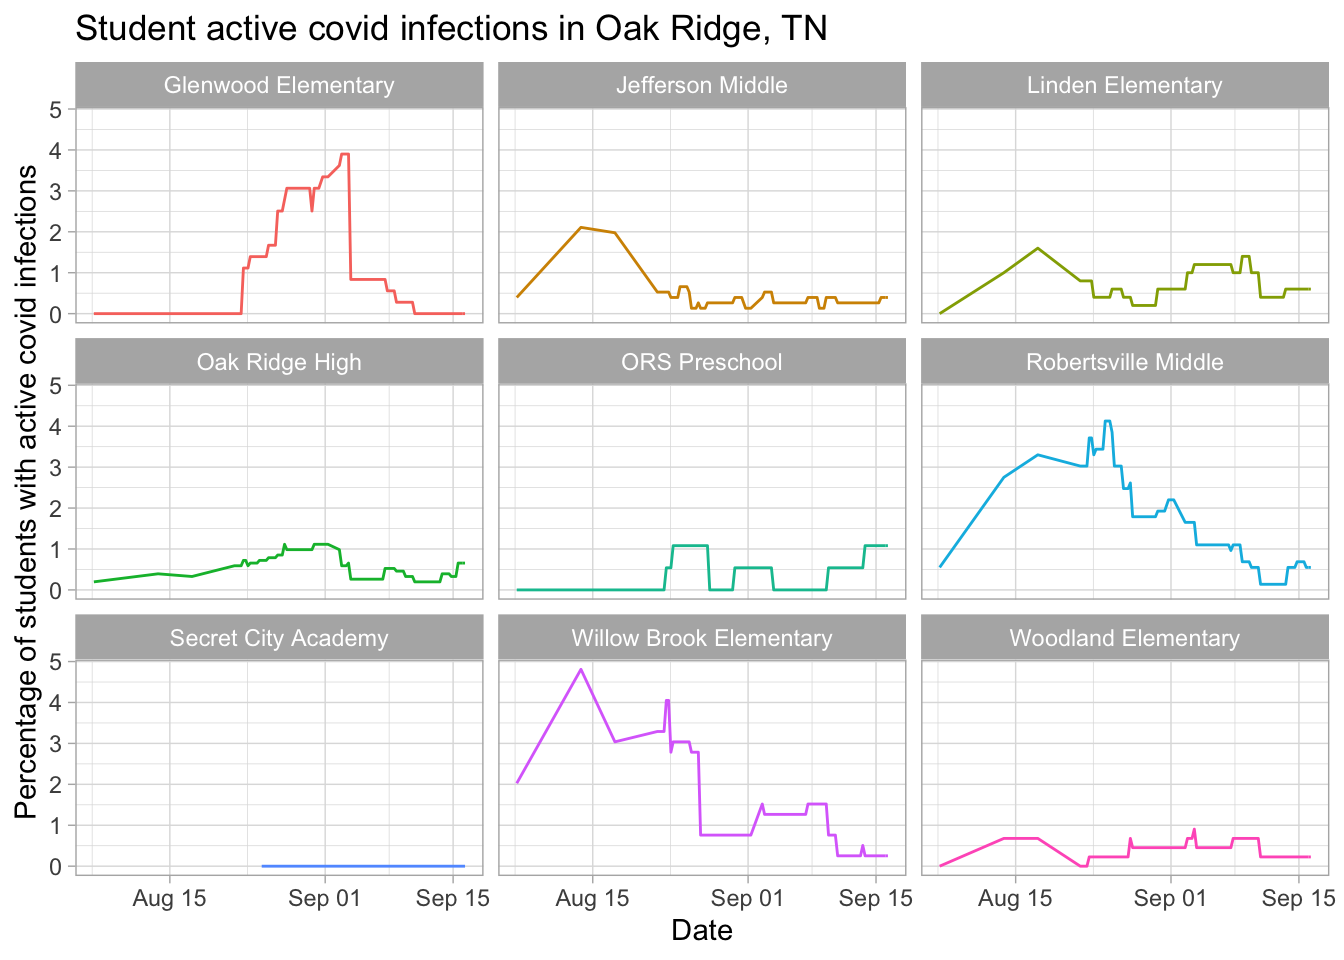 Student active covid infections in Oak Ridge, TN
Glenwood Elementary
Jefferson Middle
Linden Elementary
5
4
3
2
1
0
Oak Ridge High
ORS Preschool
Robertsville Middle
5
4
3
2
1
0
Secret City Academy
Willow Brook Elementary
Woodland Elementary
5
4
3
2
1
0
Percentage of students with active covid infections
Aug 15 Sep 01 Sep 15
Aug 15 Sep 01 Sep 15
Aug 15 Sep 01 Sep 15
Date